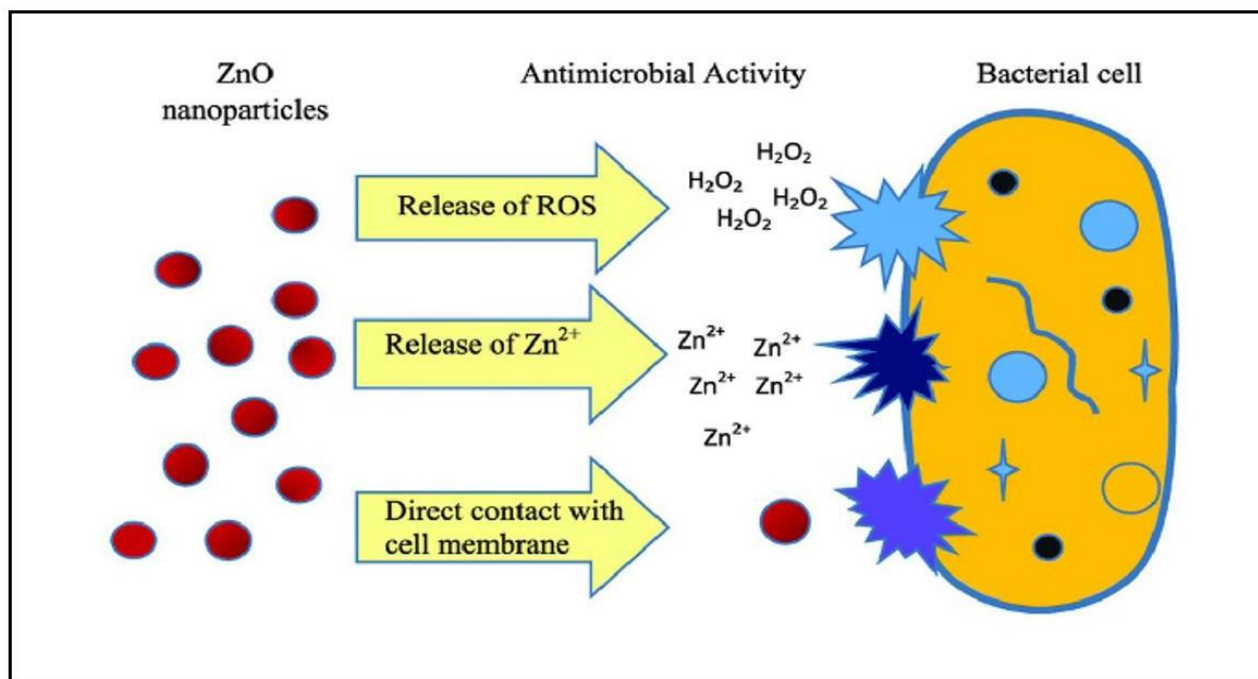 ZnO
nanoparticles
Antimicrobial Activity
Bacterial cell
Release of ROS
H₂O₂
H₂O₂
H₂O₂
H₂O₂
Release of Zn²⁺
Zn²⁺
Zn²⁺
Zn²⁺
Zn²⁺
Zn²⁺
Direct contact with
cell membrane